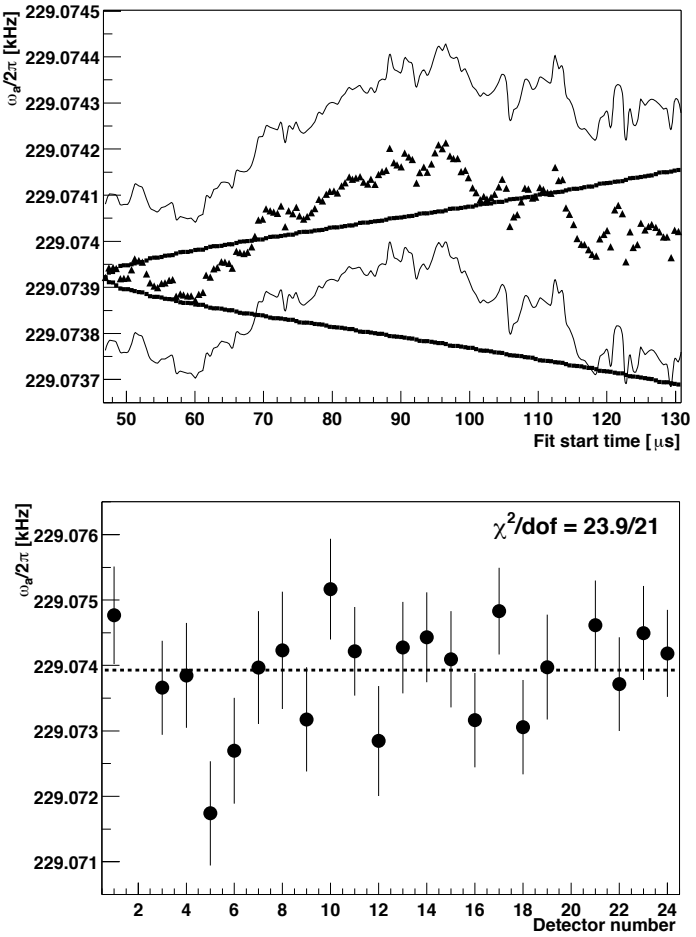 ωa/2π [kHz]
229.0745
229.0744
229.0743
229.0742
229.0741
229.074
229.0739
229.0738
229.0737
50 60 70 80 90 100 110 120 130
Fit start time [μs]
ωa/2π [kHz]
χ2/dof = 23.9/21
229.076
229.075
229.074
229.073
229.072
229.071
2 4 6 8 10 12 14 16 18 20 22 24
Detector number